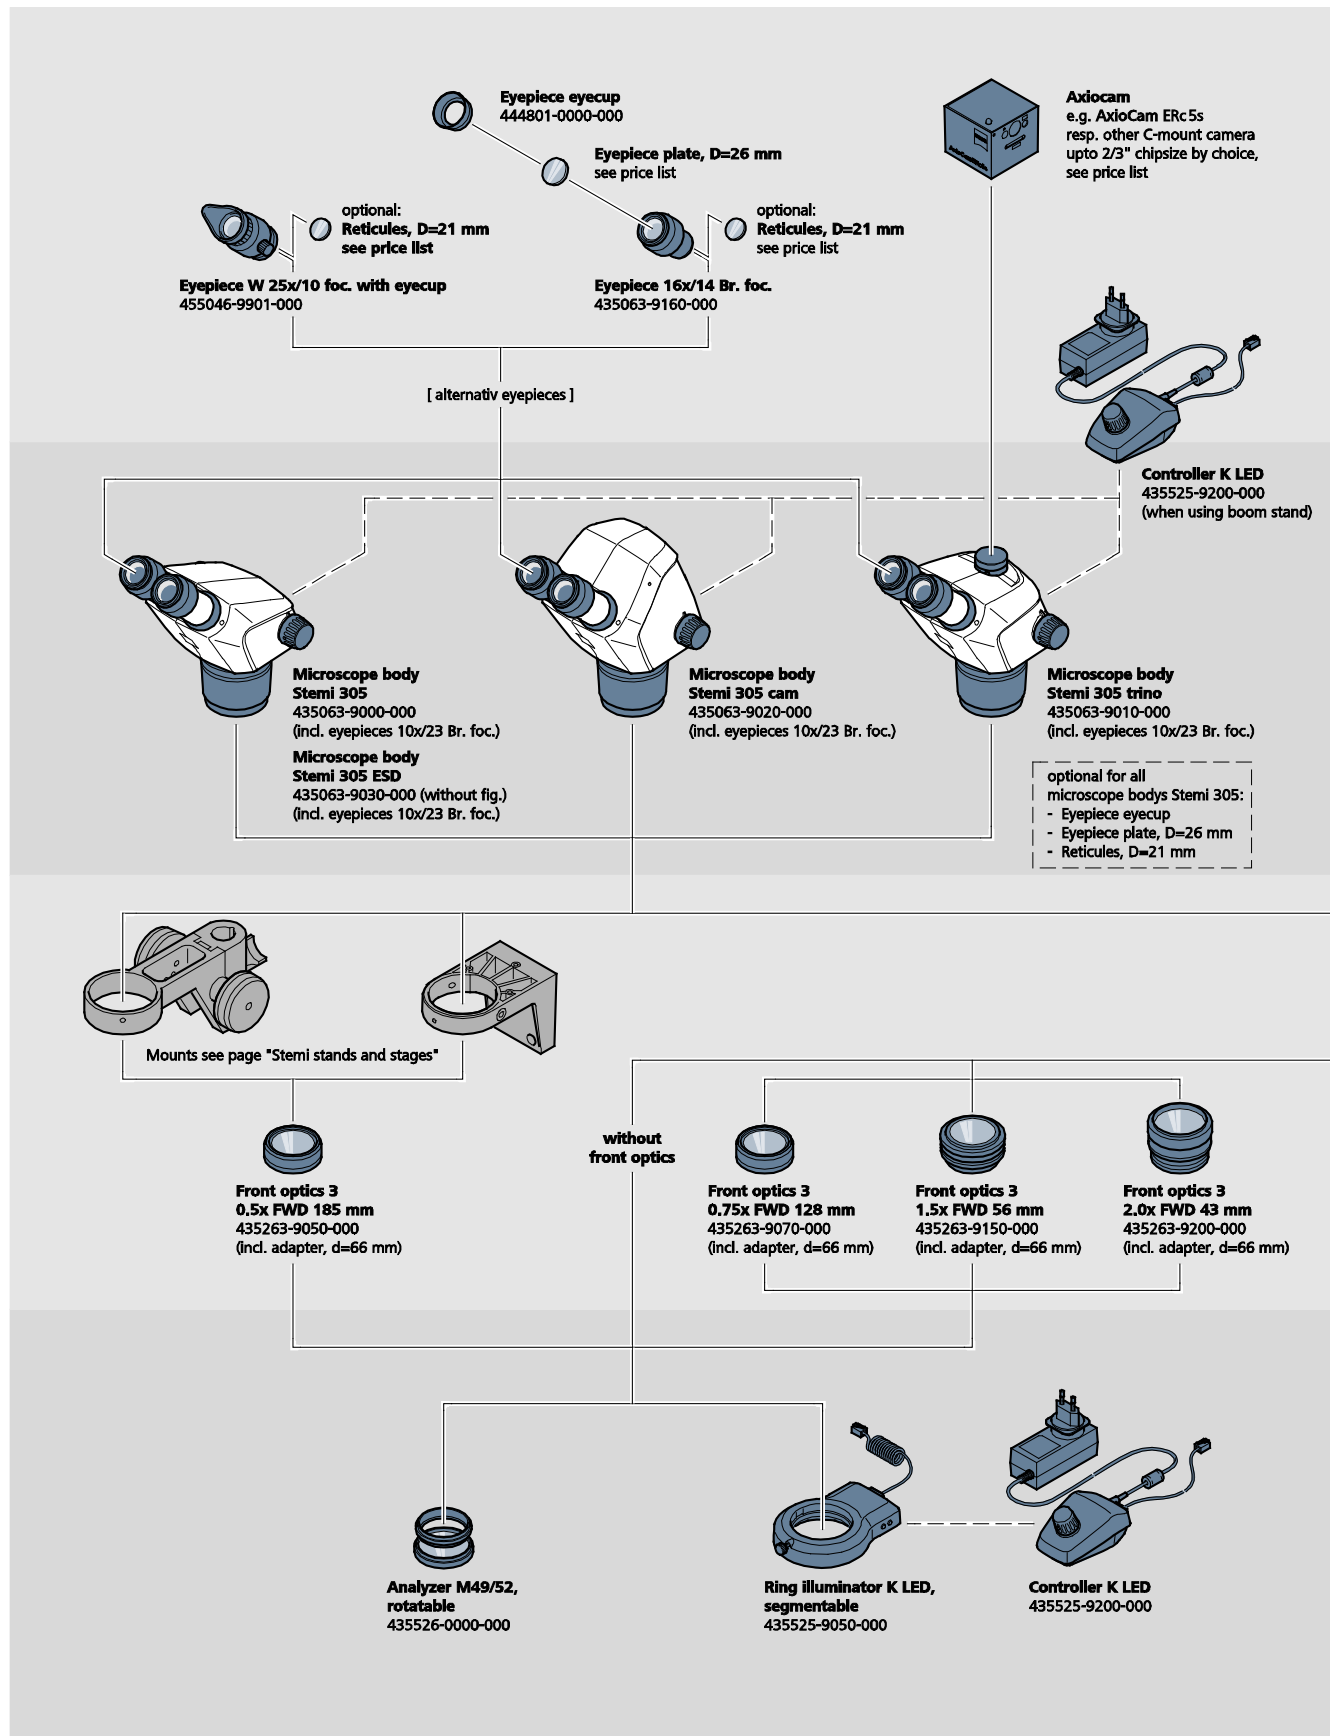 Eyepiece eyecup
444801-0000-000
Eyepiece plate, D=26 mm
see price list
Axiocam
e.g. AxioCam ERc5s
resp. other C-mount camera
upto 2/3" chipsize by choice,
see price list
optional:
Reticules, D=21 mm
see price list
optional:
Reticules, D=21 mm
see price list
Eyepiece W 25x/10 foc. with eyecup
455046-9901-000
Eyepiece 16x/14 Br. foc.
435063-9160-000
[ alternativ eyepieces ]
Controller K LED
435525-9200-000
(when using boom stand)
Microscope body
Stemi 305
435063-9000-000
(incl. eyepieces 10x/23 Br. foc.)
Microscope body
Stemi 305 ESD
435063-9030-000 (without fig.)
(incl. eyepieces 10x/23 Br. foc.)
Microscope body
Stemi 305 cam
435063-9020-000
(incl. eyepieces 10x/23 Br. foc.)
Microscope body
Stemi 305 trino
435063-9010-000
(incl. eyepieces 10x/23 Br. foc.)
optional for all
microscope bodys Stemi 305:
- Eyepiece eyecup
- Eyepiece plate, D=26 mm
- Reticules, D=21 mm
Mounts see page "Stemi stands and stages"
without
front optics
Front optics 3
0.5x FWD 185 mm
435263-9050-000
(incl. adapter, d=66 mm)
Front optics 3
0.75x FWD 128 mm
435263-9070-000
(incl. adapter, d=66 mm)
Front optics 3
1.5x FWD 56 mm
435263-9150-000
(incl. adapter, d=66 mm)
Front optics 3
2.0x FWD 43 mm
435263-9200-000
(incl. adapter, d=66 mm)
Analyzer M49/52,
rotatable
435526-0000-000
Ring illuminator K LED,
segmentable
435525-9050-000
Controller K LED
435525-9200-000